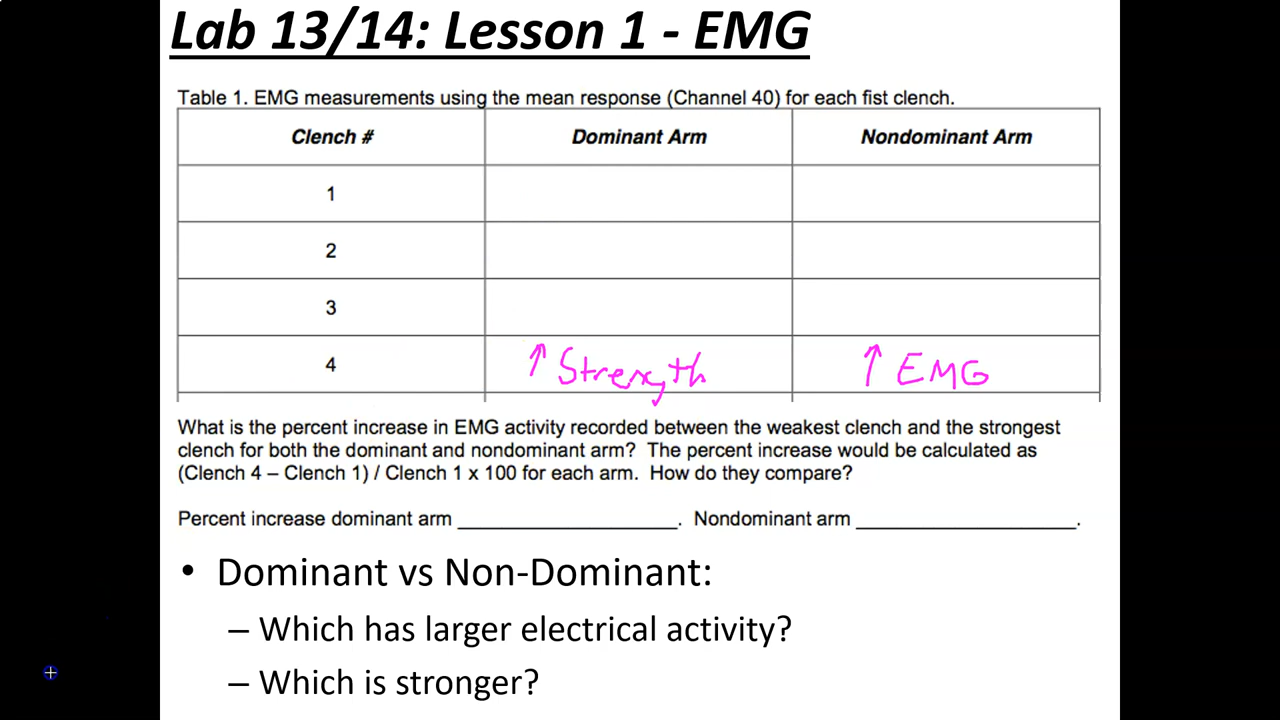 Lab 13/14: Lesson 1 - EMG
Table 1. EMG measurements using the mean response (Channel 40) for each fist clench.
Clench # Dominant Arm Nondominant Arm
1
2
3
4 ↑ Strength ↑ EMG
What is the percent increase in EMG activity recorded between the weakest clench and the strongest
clench for both the dominant and nondominant arm? The percent increase would be calculated as
(Clench 4 – Clench 1) / Clench 1 x 100 for each arm. How do they compare?
Percent increase dominant arm ____________________. Nondominant arm ____________________.
• Dominant vs Non-Dominant:
– Which has larger electrical activity?
– Which is stronger?